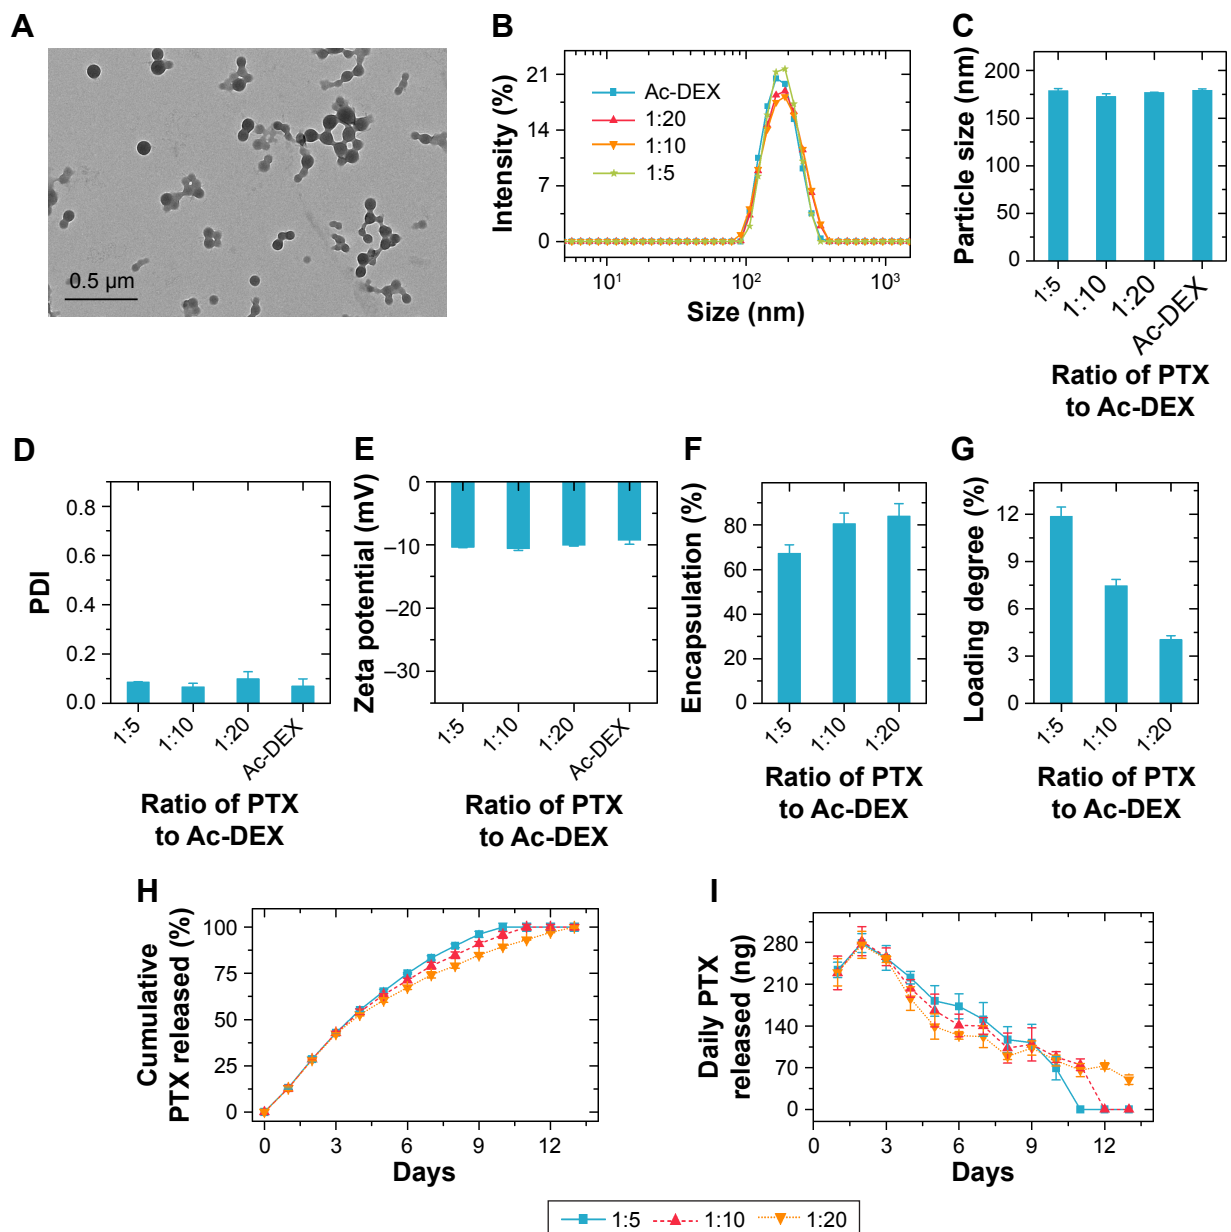 A
0.5 µm
B
Intensity (%)
21
14
7
0
Ac-DEX
1:20
1:10
1:5
10¹
10²
10³
Size (nm)
C
Particle size (nm)
180
150
100
50
0
1:5
1:10
1:20
Ac-DEX
Ratio of PTX
to Ac-DEX
D
PDI
0.8
0.6
0.4
0.2
0.0
1:5
1:10
1:20
Ac-DEX
Ratio of PTX
to Ac-DEX
E
Zeta potential (mV)
0
–10
–20
–30
1:5
1:10
1:20
Ac-DEX
Ratio of PTX
to Ac-DEX
F
Encapsulation (%)
80
60
40
20
0
1:5
1:10
1:20
Ratio of PTX
to Ac-DEX
G
Loading degree (%)
12
9
6
3
0
1:5
1:10
1:20
Ratio of PTX
to Ac-DEX
H
Cumulative
PTX released (%)
100
75
50
25
0
0
3
6
9
12
Days
I
Daily PTX
released (ng)
280
210
140
70
0
0
3
6
9
12
Days
1:5
1:10
1:20